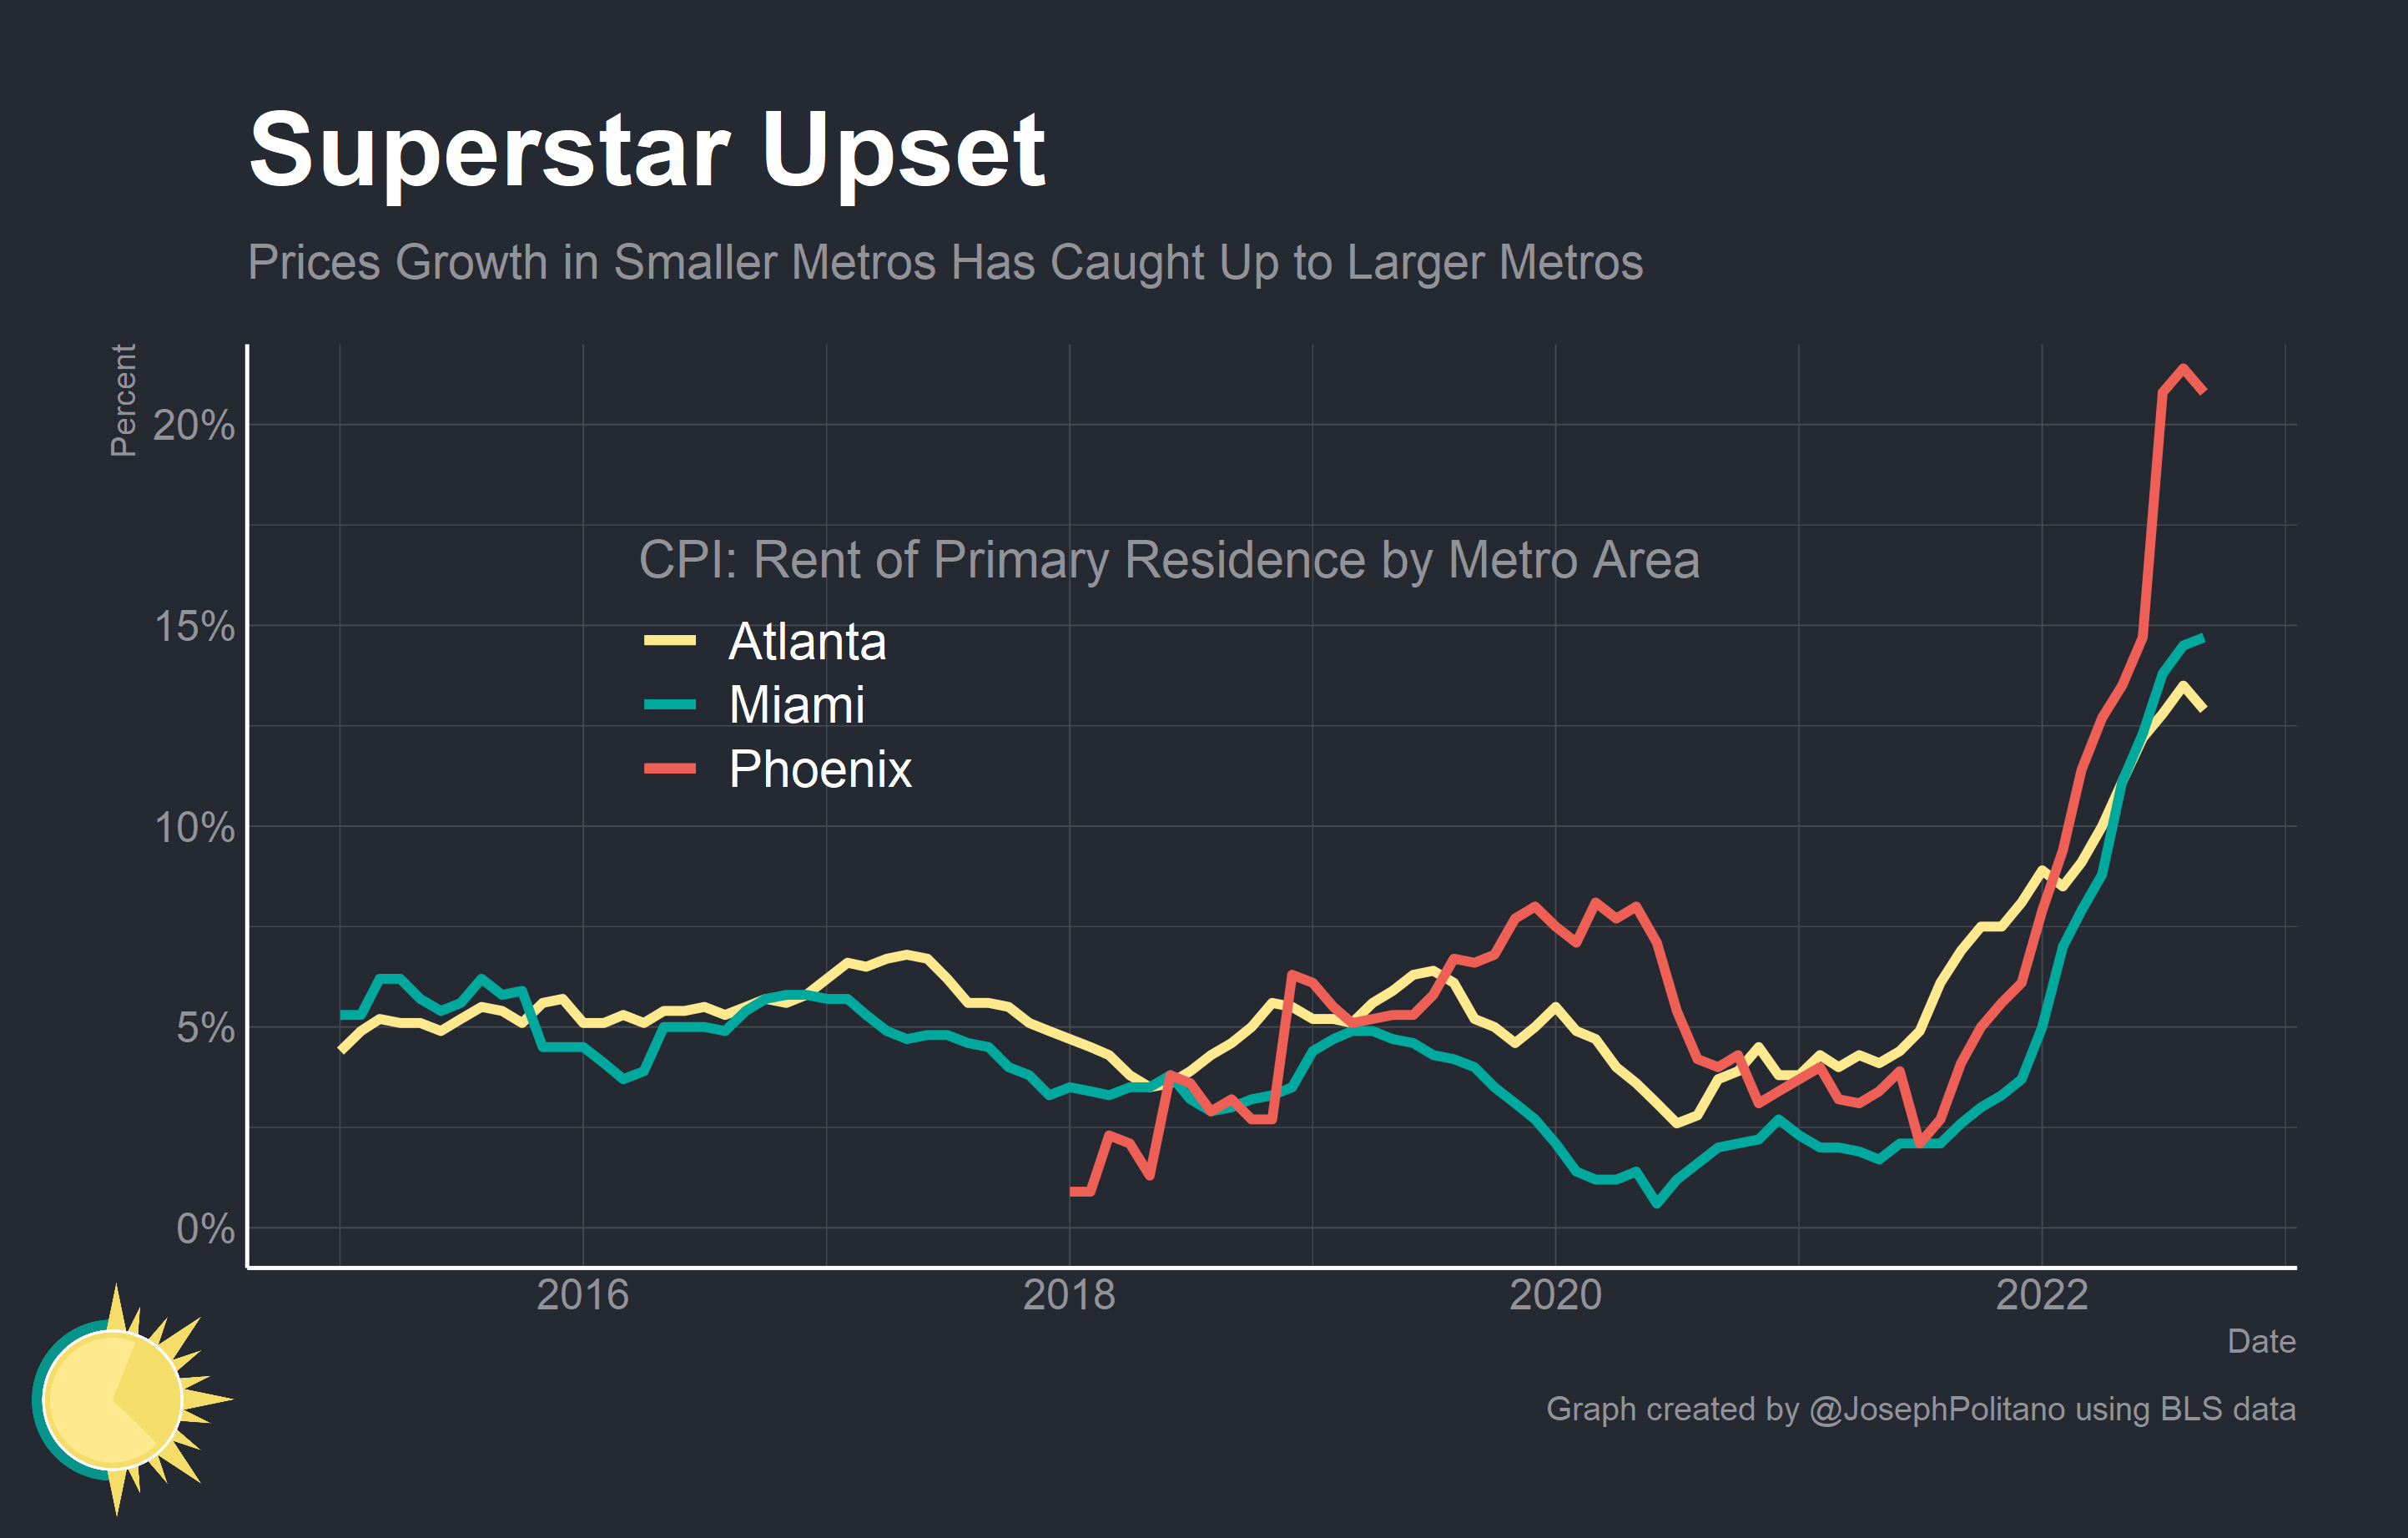 Superstar Upset
Prices Growth in Smaller Metros Has Caught Up to Larger Metros
Percent
20%
15%
10%
5%
0%
CPI: Rent of Primary Residence by Metro Area
Atlanta
Miami
Phoenix
2016 2018 2020 2022
Date
Graph created by @JosephPolitano using BLS data